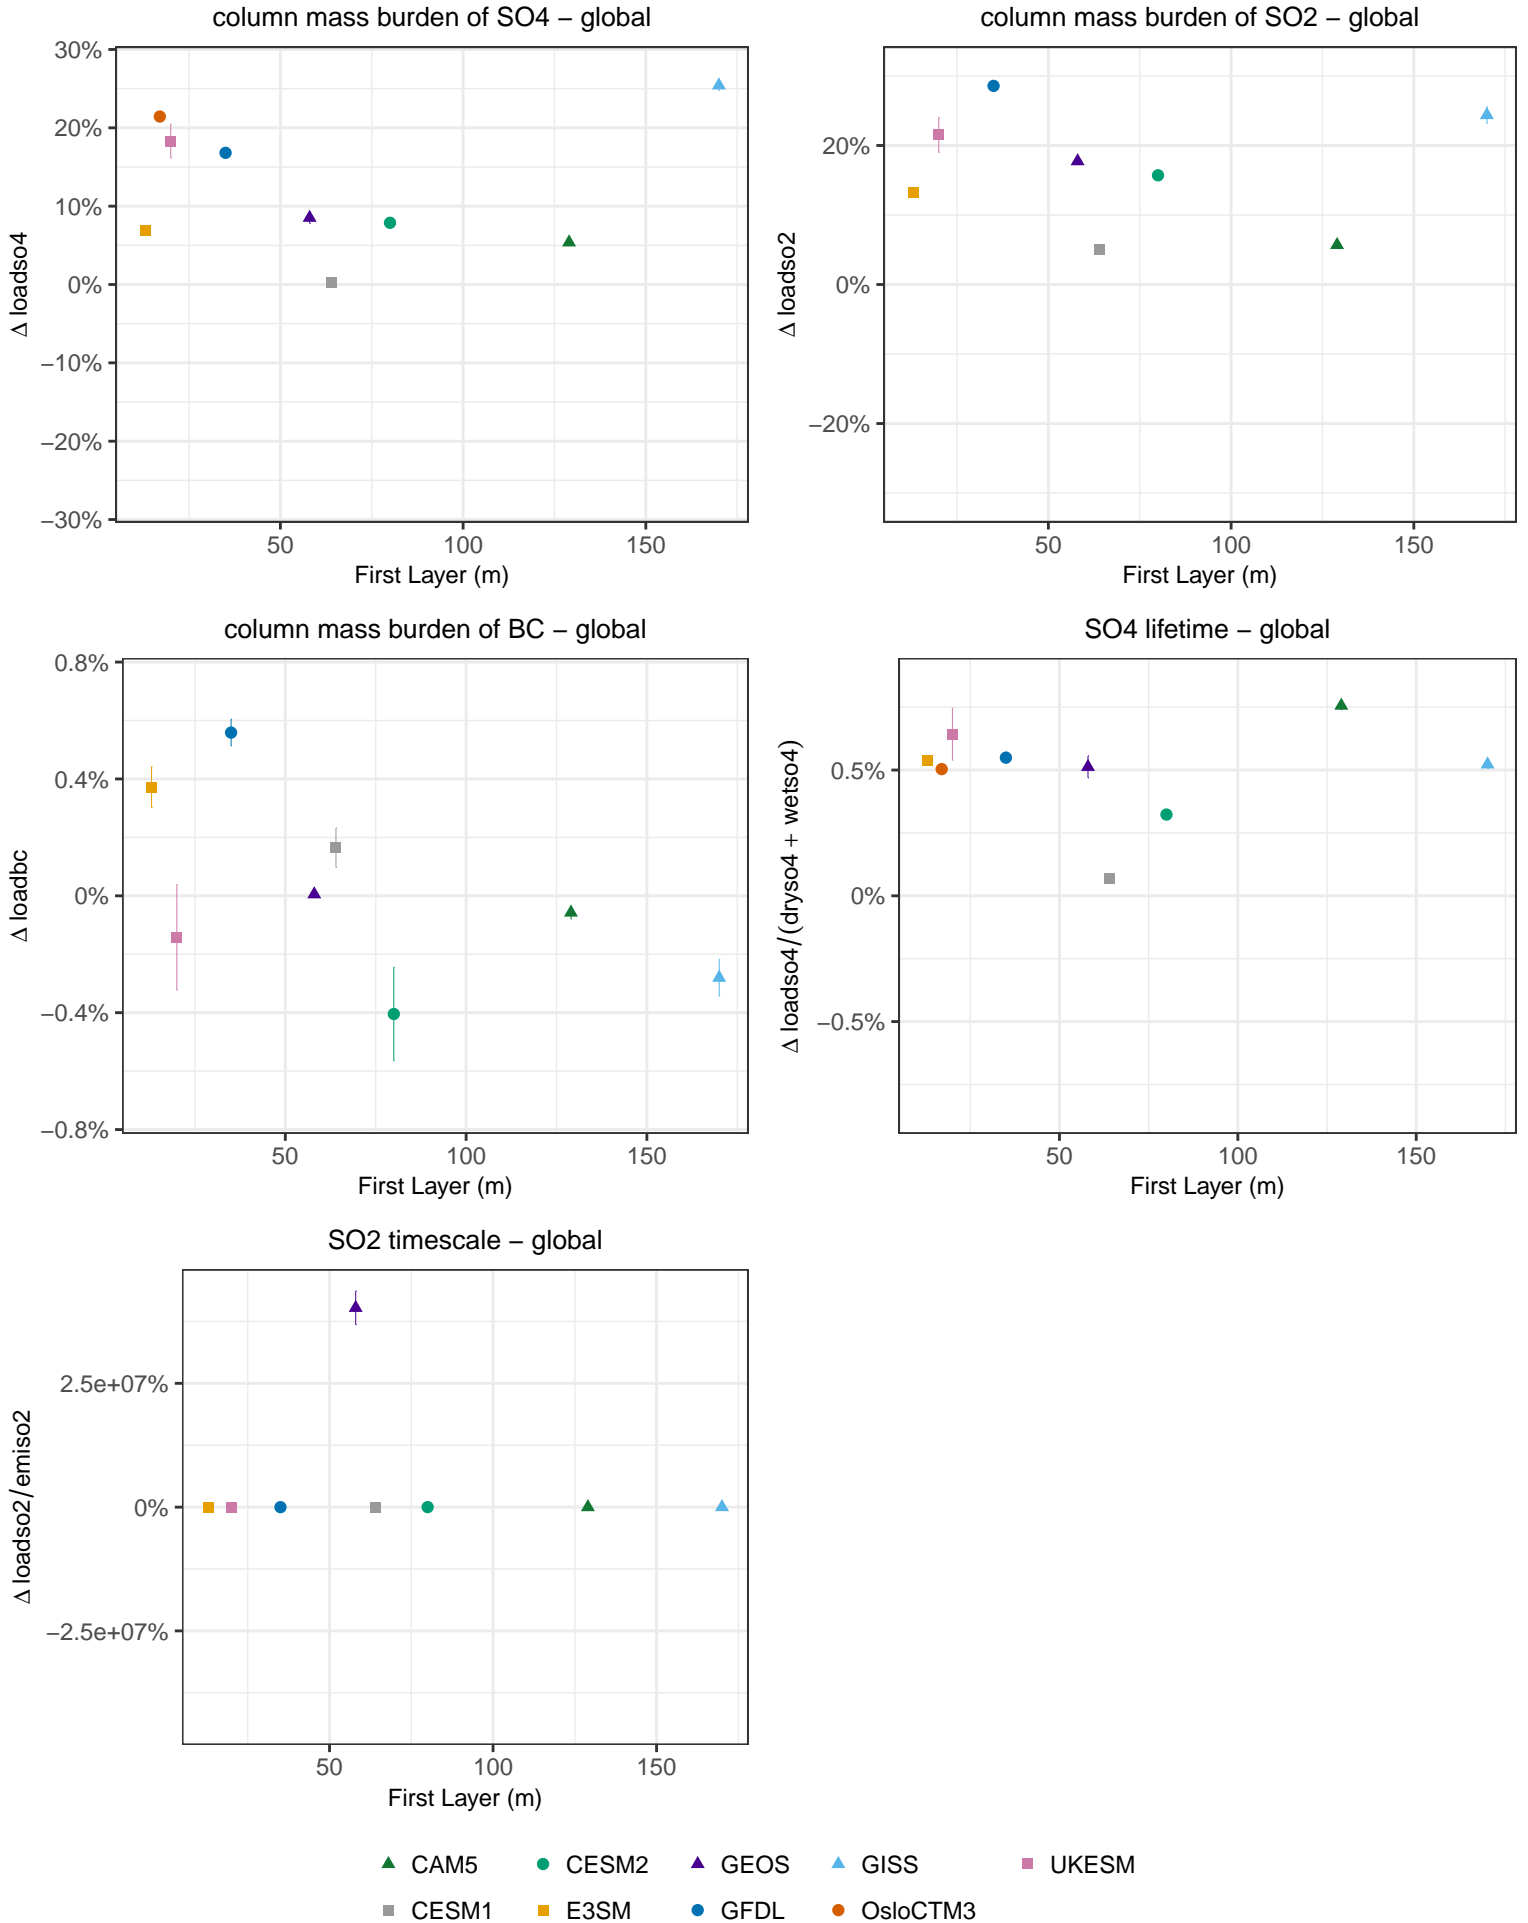 column mass burden of SO4 − global
30%
20%
10%
0%
−10%
−20%
−30%
Δ loadso4
50 100 150
First Layer (m)
column mass burden of SO2 − global
20%
0%
−20%
Δ loadso2
50 100 150
First Layer (m)
column mass burden of BC − global
0.8%
0.4%
0%
−0.4%
−0.8%
Δ loadbc
50 100 150
First Layer (m)
SO4 lifetime − global
0.5%
0%
−0.5%
Δ loadso4/(dryso4 + wetso4)
50 100 150
First Layer (m)
SO2 timescale − global
2.5e+07%
0%
−2.5e+07%
Δ loadso2/emiso2
50 100 150
First Layer (m)
CAM5 CESM2 GEOS GISS UKESM
CESM1 E3SM GFDL OsloCTM3